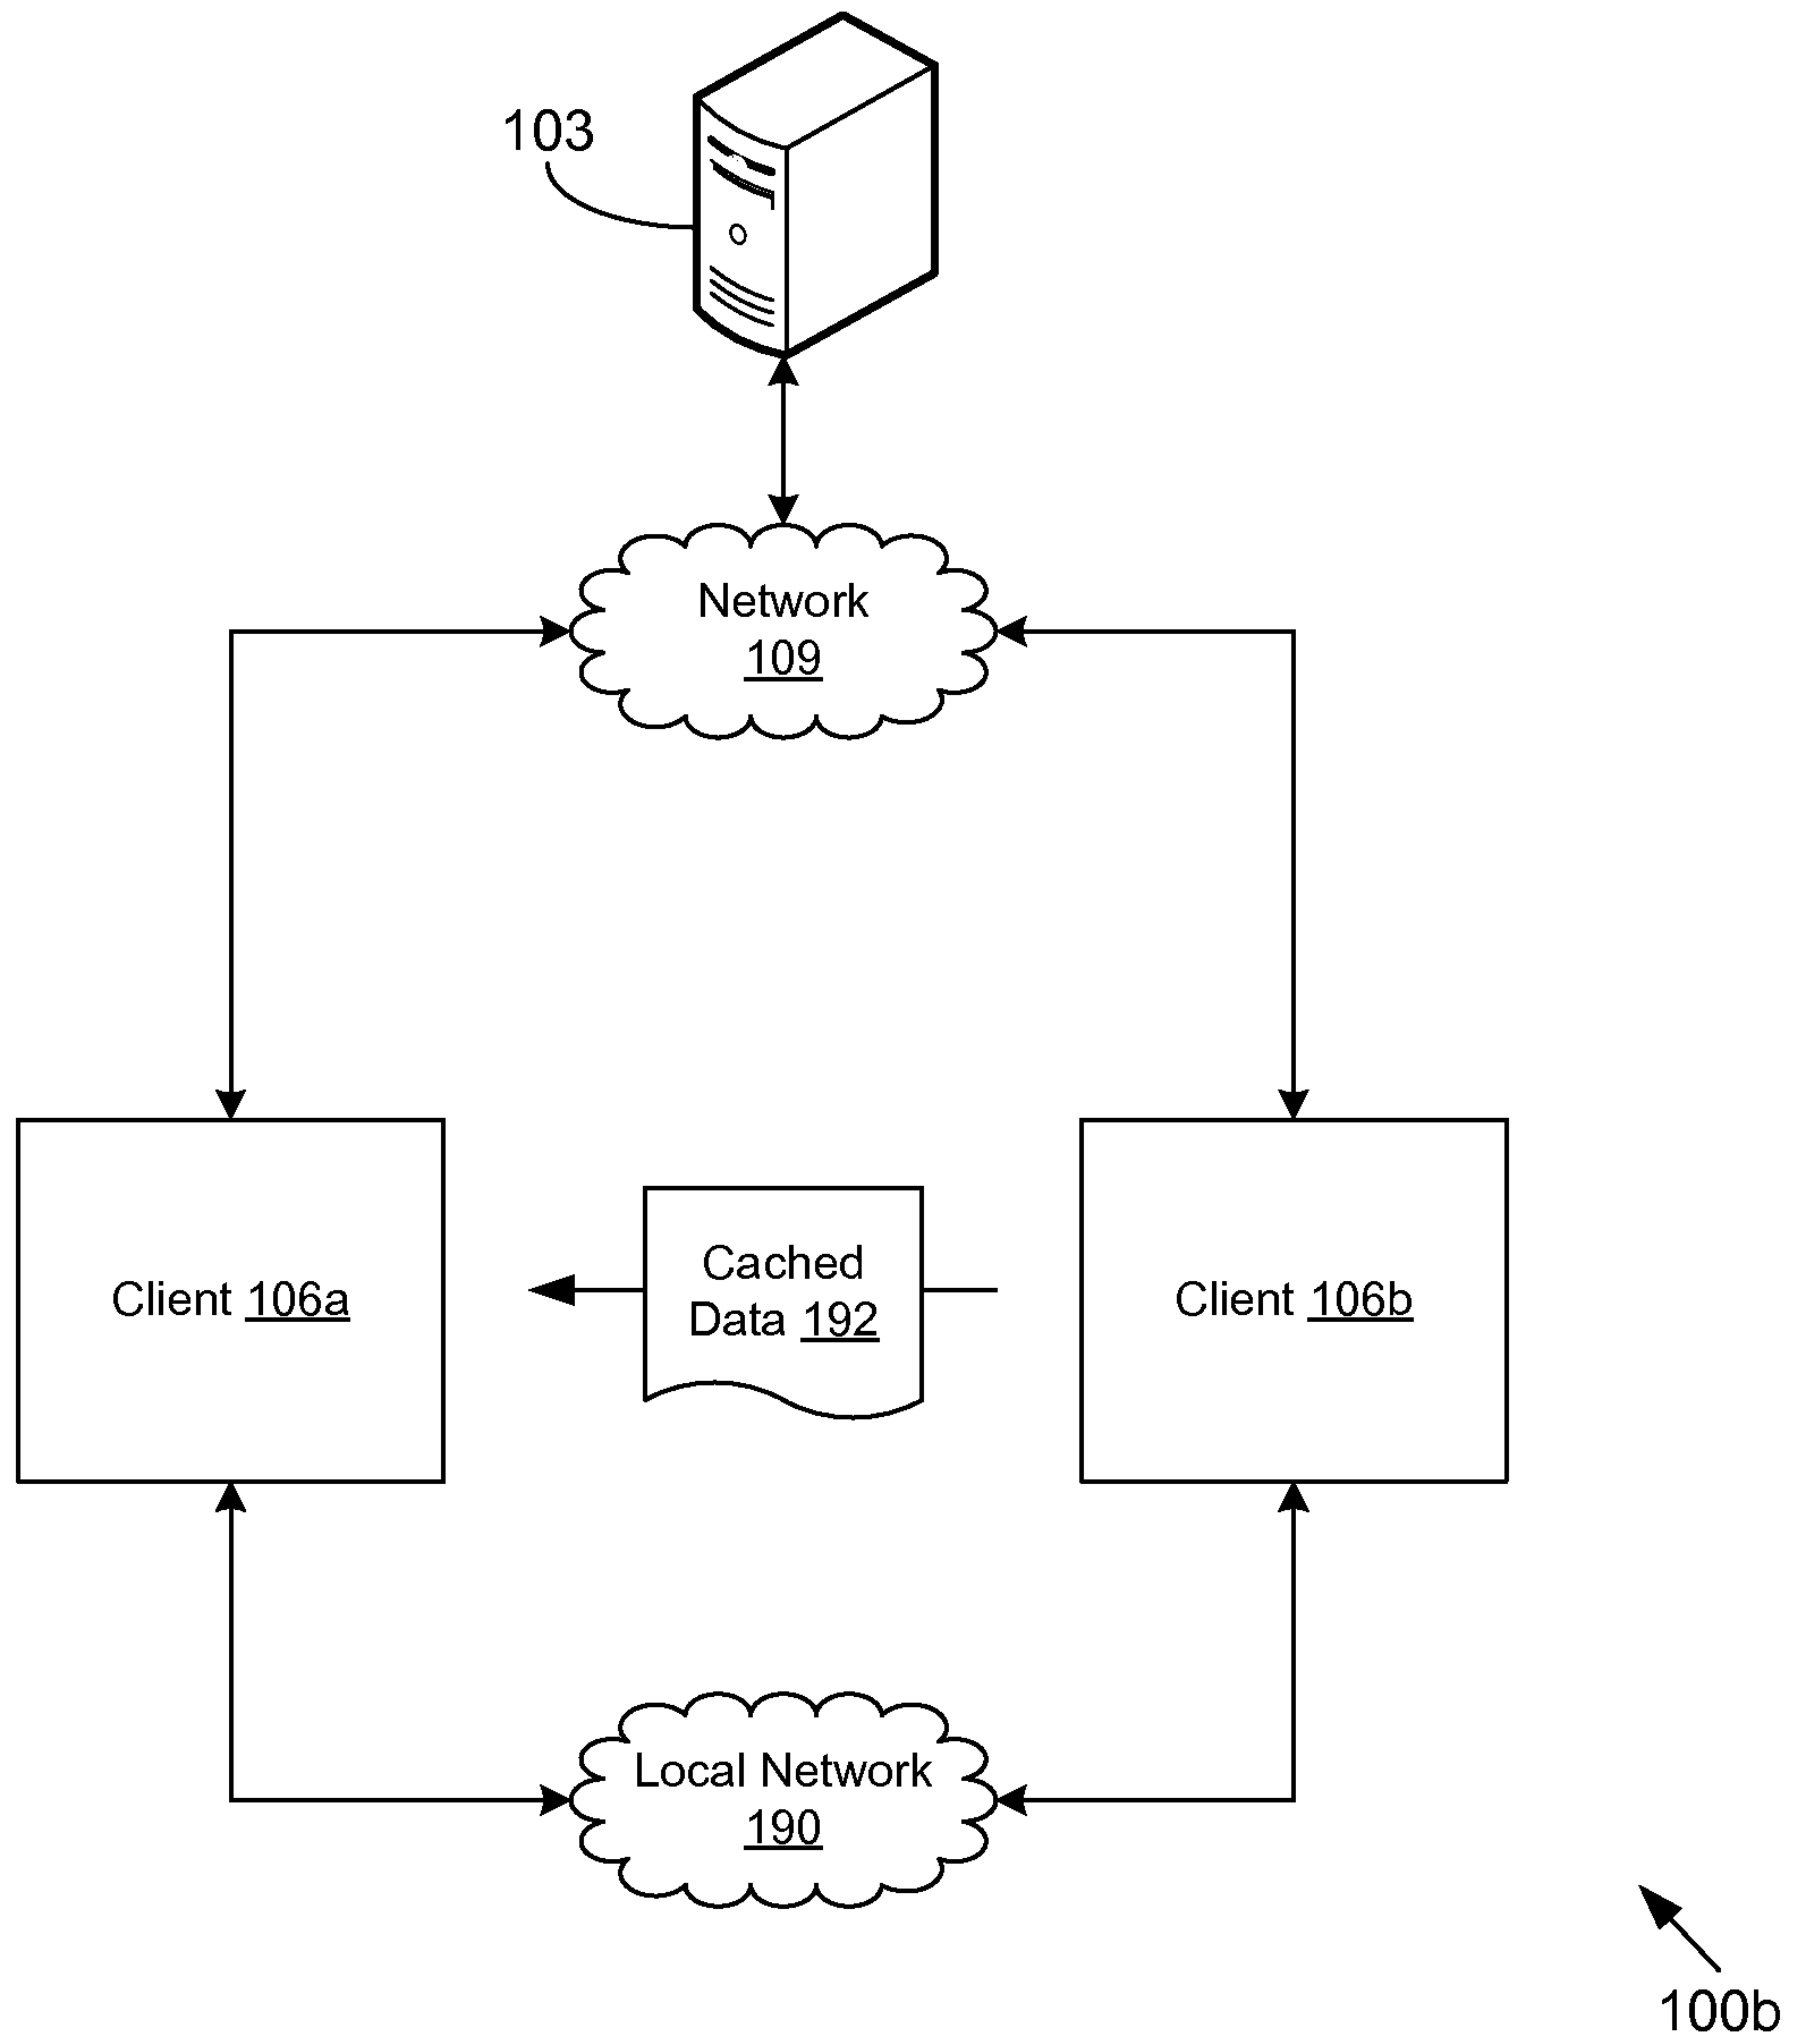 103
Network
109
Client 106a
Cached
Data 192
Client 106b
Local Network
190
100b